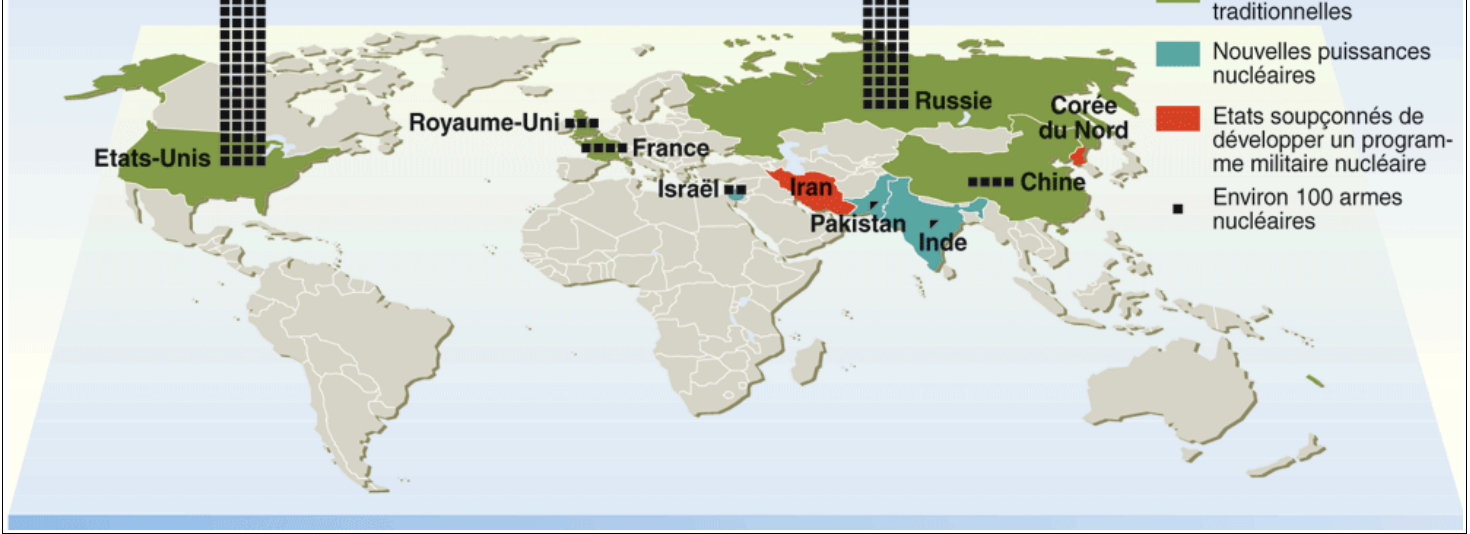 traditionnelles
Nouvelles puissances
nucléaires
Etats soupçonnés de
développer un program-
me militaire nucléaire
Environ 100 armes
nucléaires
Russie
Corée
du Nord
Royaume-Uni
France
Etats-Unis
Israël
Iran
Chine
Pakistan
Inde